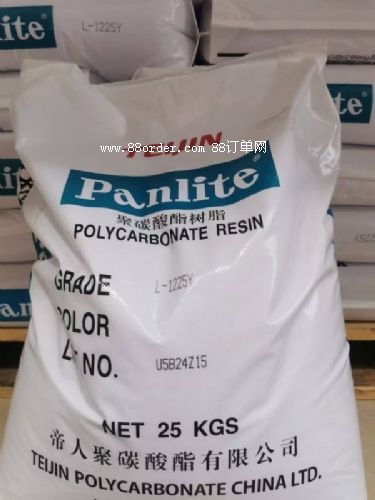 Panlite
L-1225Y
www.88order.com 88订单网
TEIJIN
Panlite®
聚碳酸酯树脂
POLYCARBONATE RESIN
GRADE L-1225Y
COLOR
NO. U5B24Z15
NET 25 KGS
帝人聚碳酸酯有限公司
TEIJIN POLYCARBONATE CHINA LTD.